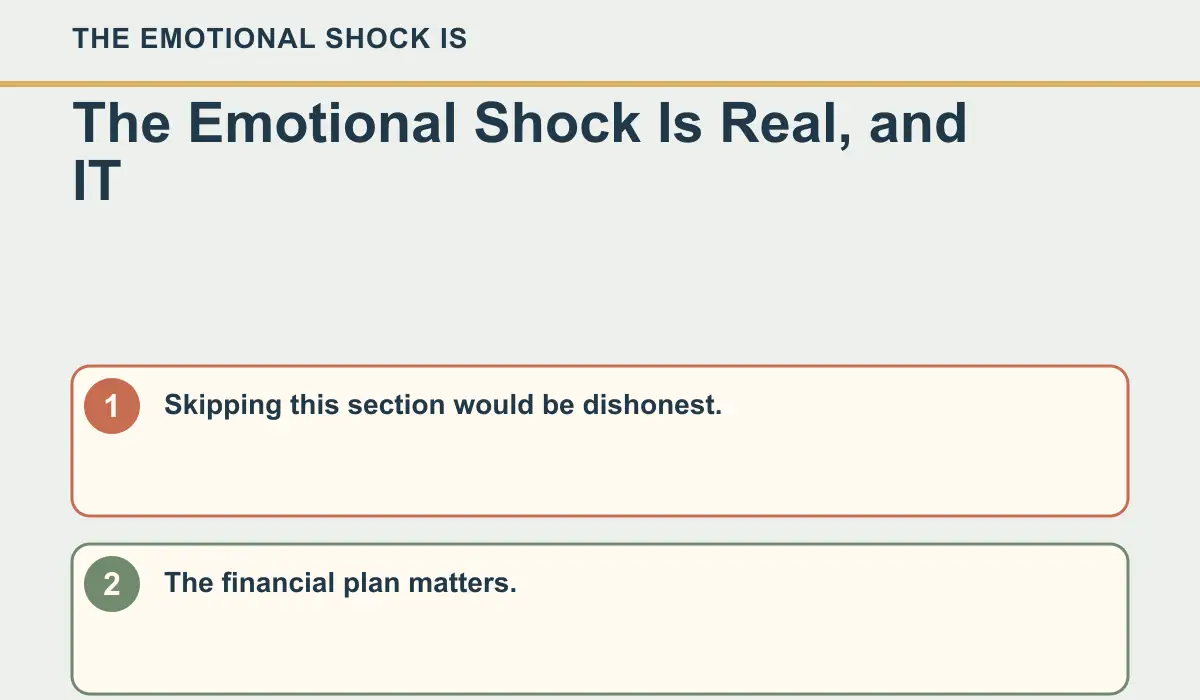 THE EMOTIONAL SHOCK IS
The Emotional Shock Is Real, and
IT
1
Skipping this section would be dishonest.
2
The financial plan matters.